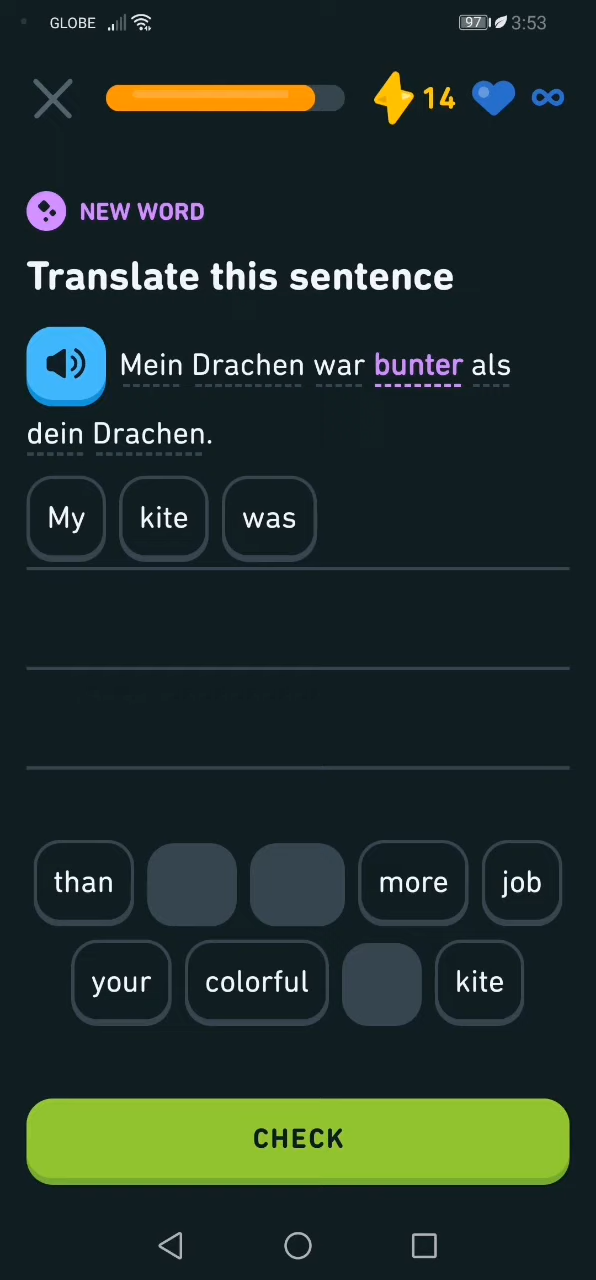 GLOBE 97 3:53
14
NEW WORD
Translate this sentence
Mein Drachen war bunter als
dein Drachen.
My kite was
than more job
your colorful kite
CHECK